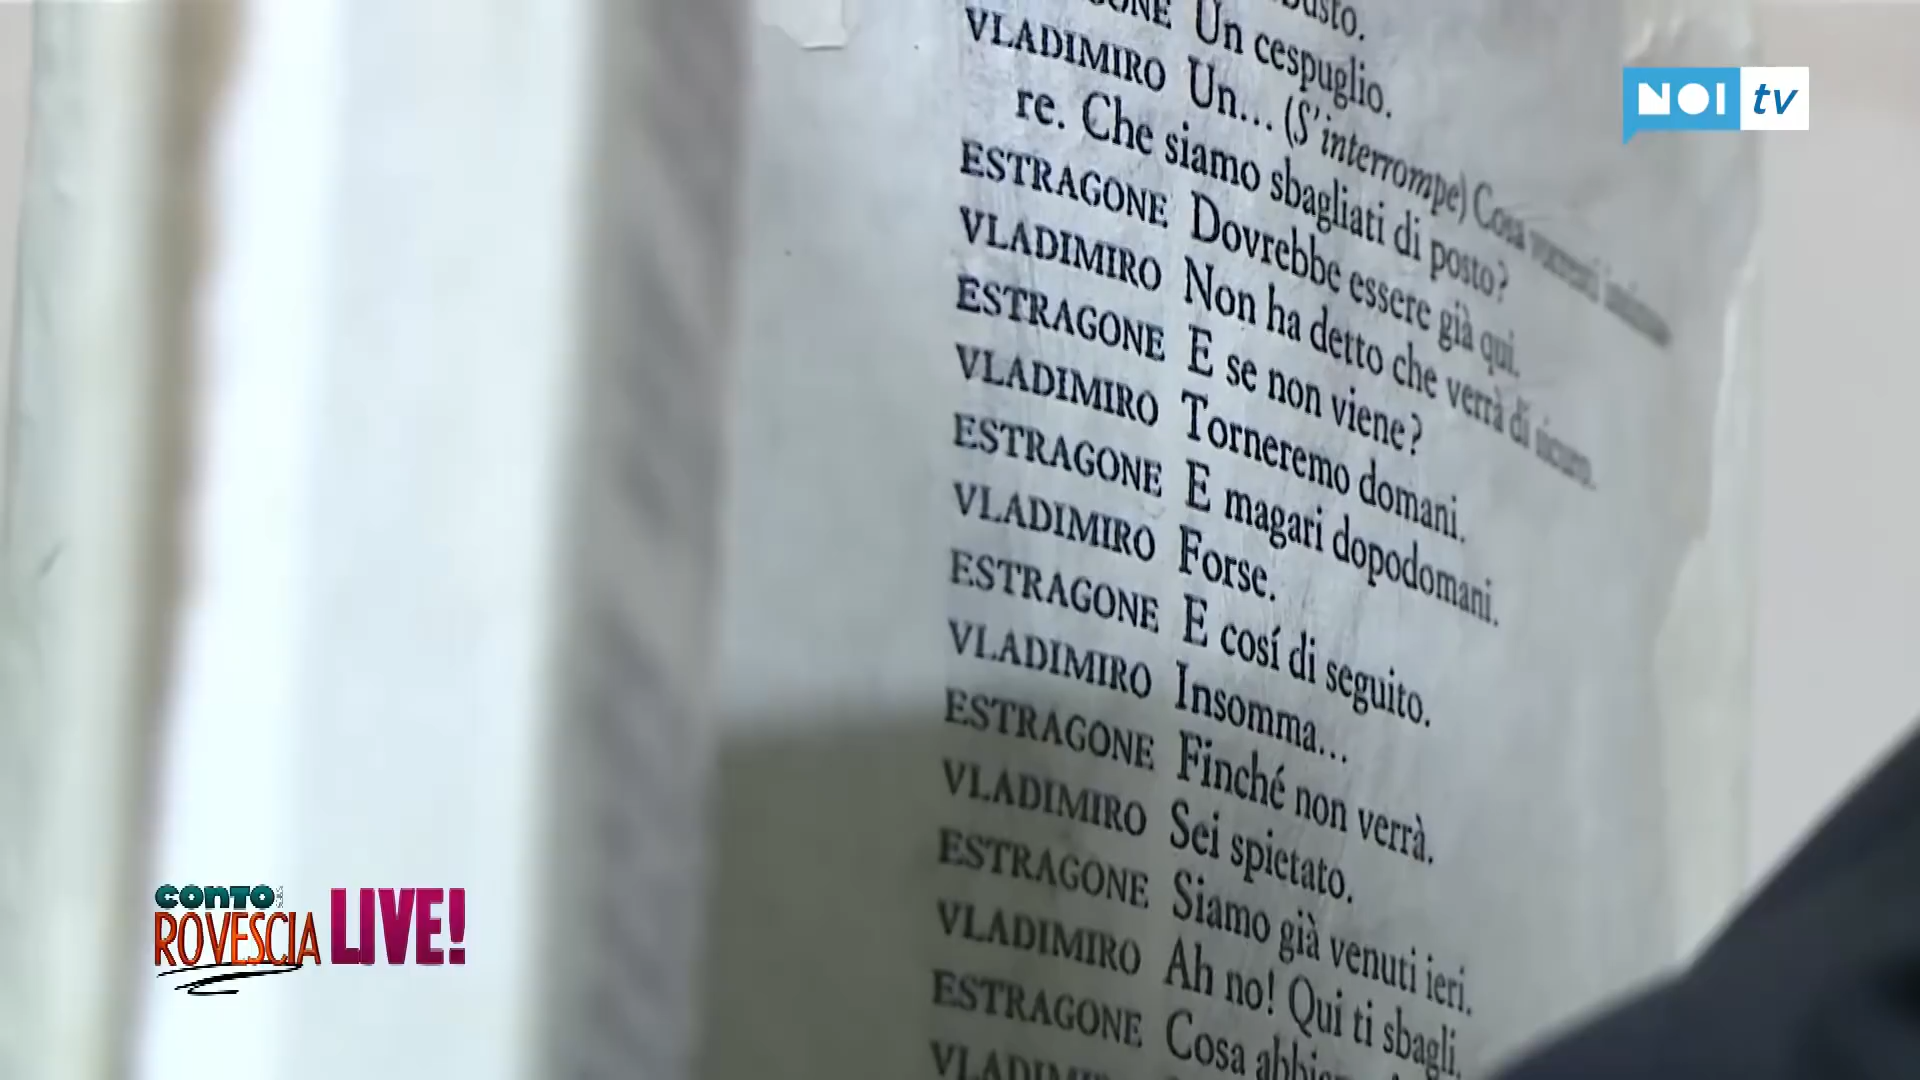 Un cespuglio.
VLADIMIRO Un... (S'interrompe) Cosa vorresti
re. Che siamo sbagliati di posto?
ESTRAGONE Dovrebbe essere già qui.
VLADIMIRO Non ha detto che verrà di sicuro.
ESTRAGONE E se non viene?
VLADIMIRO Torneremo domani.
ESTRAGONE E magari dopodomani.
VLADIMIRO Forse.
ESTRAGONE E cosí di seguito.
VLADIMIRO Insomma...
ESTRAGONE Finché non verrà.
VLADIMIRO Sei spietato.
ESTRAGONE Siamo già venuti ieri.
VLADIMIRO Ah no! Qui ti sbagli.
ESTRAGONE Cosa
VLADIMIRO
NOI tv
CONTO
ROVESCIA LIVE!